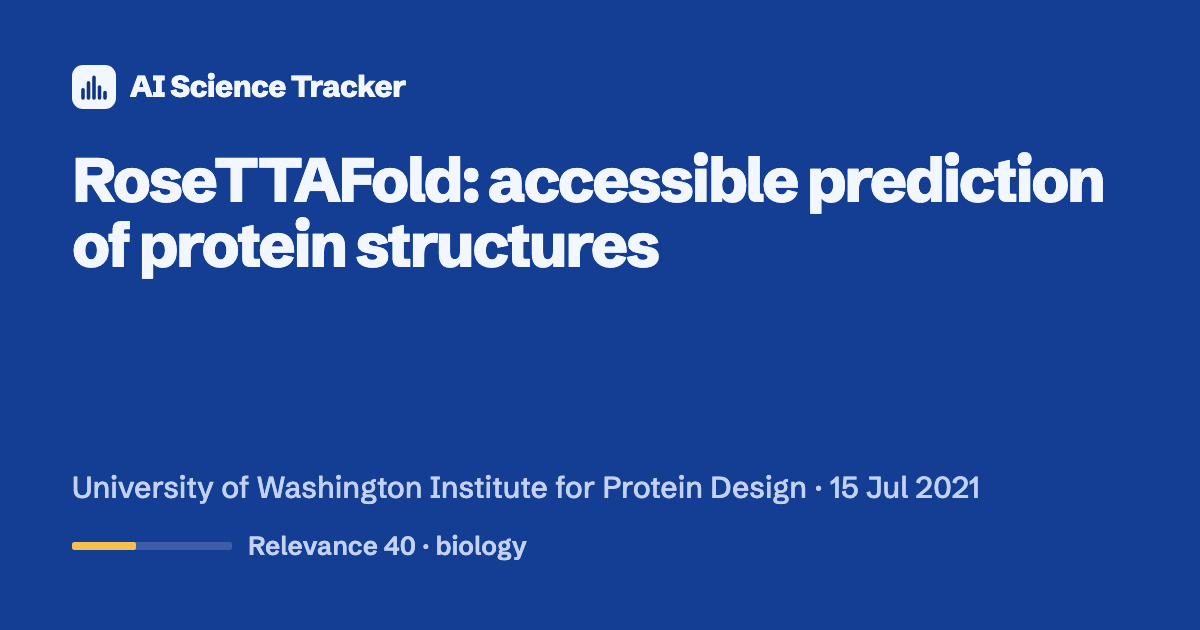 AI Science Tracker
RoseTTAFold: accessible prediction
of protein structures
University of Washington Institute for Protein Design · 15 Jul 2021
Relevance 40 · biology